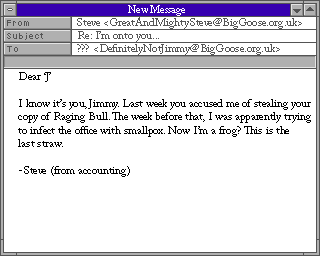 New Message
From Steve <GreatAndMightySteve@BigGoose.org.uk>
Subject Re: I'm onto you...
To ??? <DefinitelyNotJimmy@BigGoose.org.uk>
Dear "J"
I know it's you, Jimmy. Last week you accused me of stealing your
copy of Raging Bull. The week before that, I was apparently trying
to infect the office with smallpox. Now I'm a frog? This is the
last straw.
-Steve (from accounting)